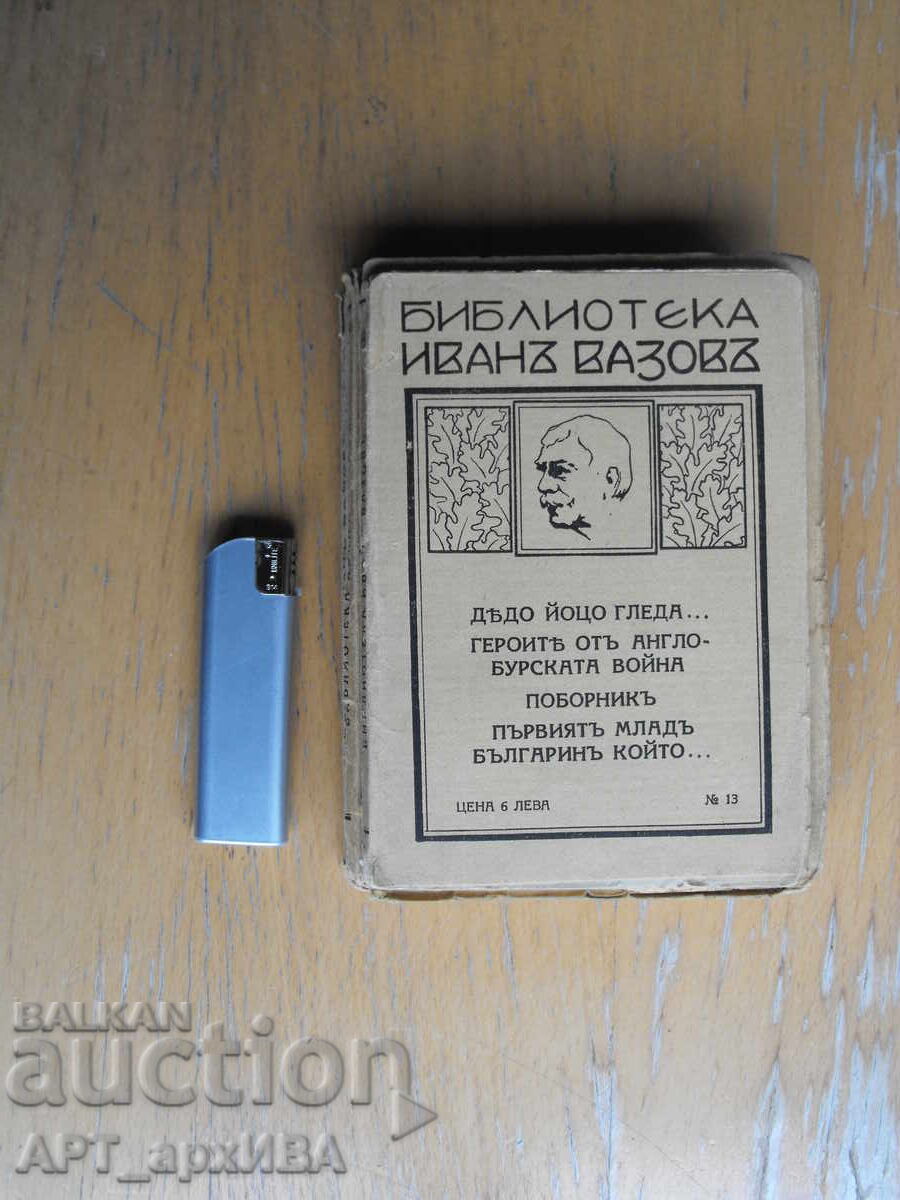 БИБЛИОТЕКА
ИВАНЪ ВАЗОВЪ
ДѢДО ЙОЦО ГЛЕДА...
ГЕРОИТѢ ОТЪ АНГЛО-
БУРСКАТА ВОЙНА
ПОБОРНИКЪ
ПЪРВИЯТЪ МЛАДЪ
БЪЛГАРИНЪ КОЙТО...
ЦЕНА 6 ЛЕВА
№ 13
BALKAN
auction
АРТ_архИВА